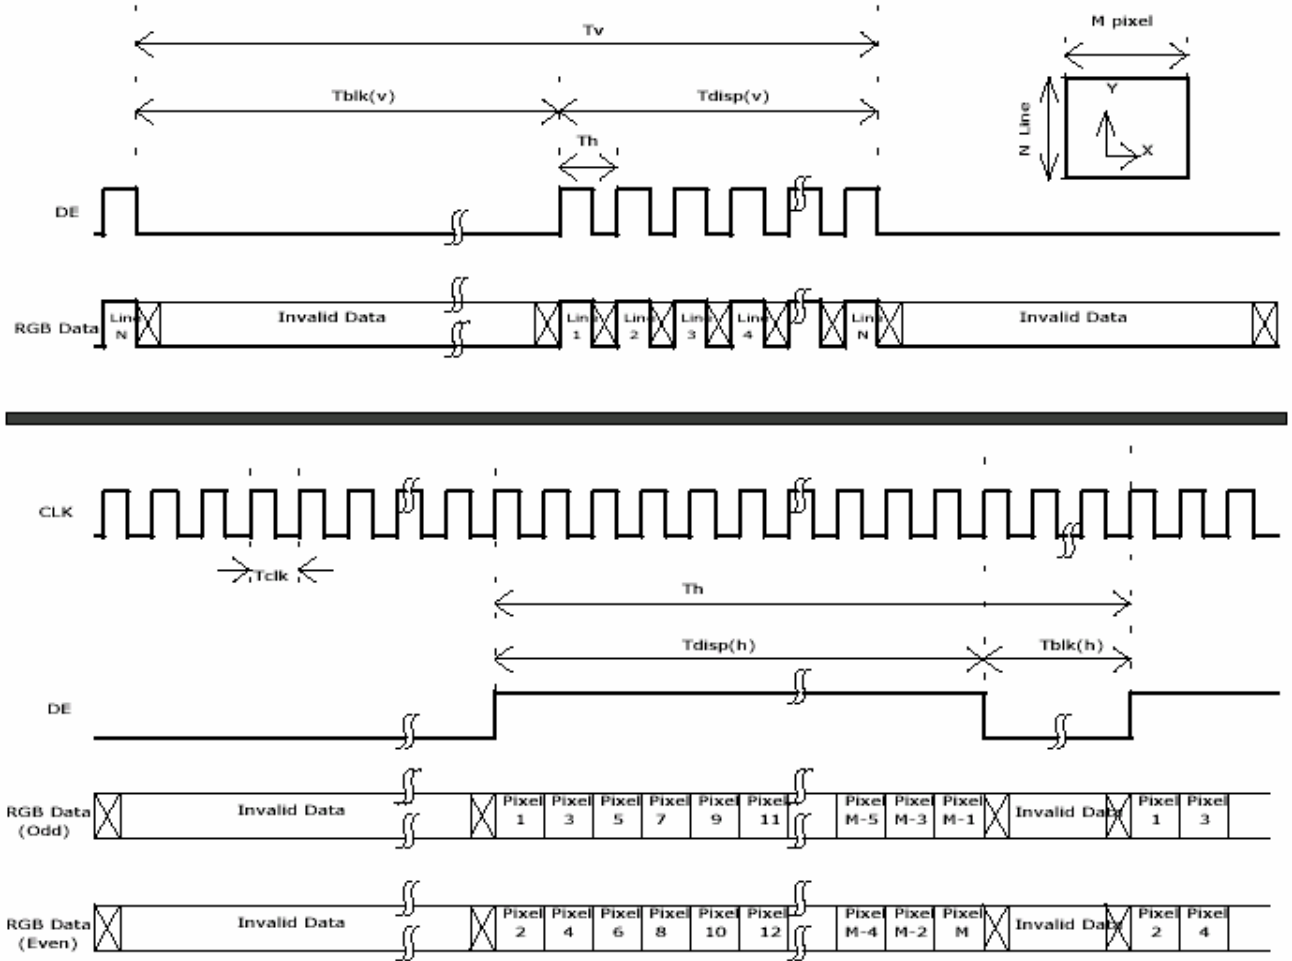 Tv
M pixel
Tblk(v)
Tdisp(v)
Y
N Line
Th
X
DE
RGB Data
Line N
Invalid Data
Lin 1
Line 2
Line 3
Lin 4
Lin N
Invalid Data
CLK
Tclk
Th
Tdisp(h)
Tblk(h)
DE
RGB Data (Odd)
Invalid Data
Pixel 1
Pixel 3
Pixel 5
Pixel 7
Pixel 9
Pixel 11
Pixel M-5
Pixel M-3
Pixel M-1
Invalid Data
Pixel 1
Pixel 3
RGB Data (Even)
Invalid Data
Pixel 2
Pixel 4
Pixel 6
Pixel 8
Pixel 10
Pixel 12
Pixel M-4
Pixel M-2
Pixel M
Invalid Data
Pixel 2
Pixel 4